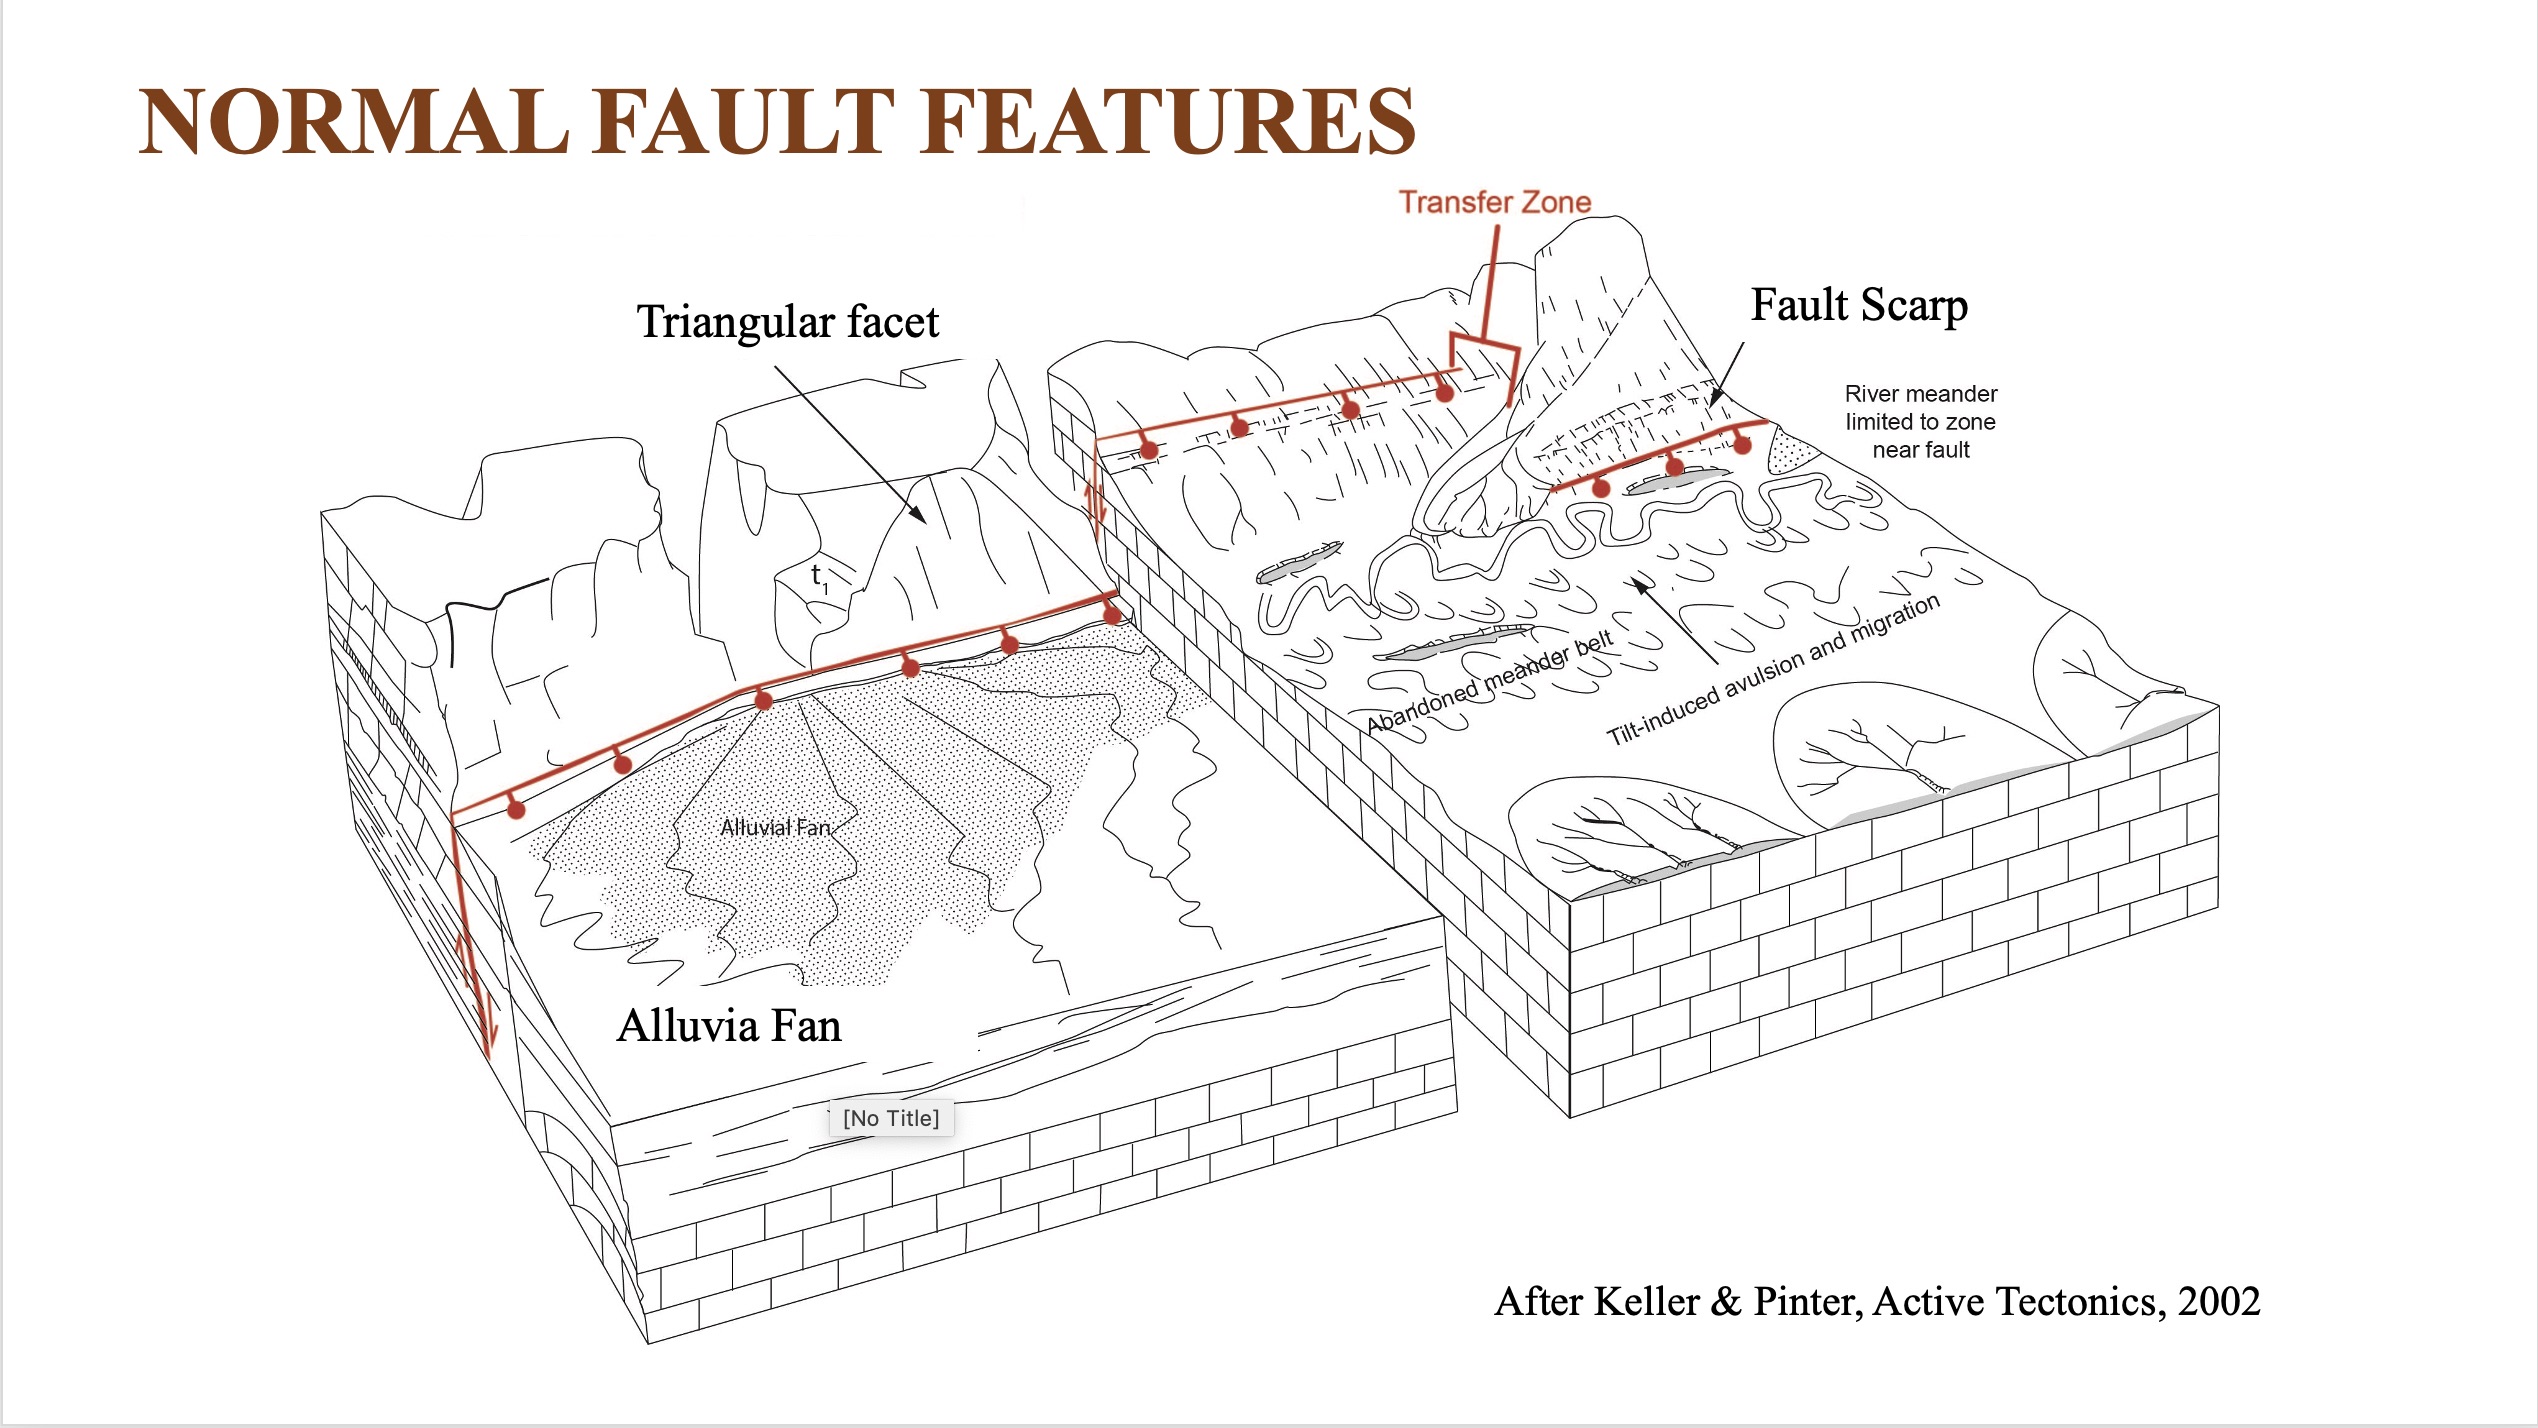 NORMAL FAULT FEATURES
Transfer Zone
Triangular facet
Fault Scarp
River meander
limited to zone
near fault
t1
Abandoned meander belt
Tilt-induced avulsion and migration
Alluvial Fan
Alluvia Fan
[No Title]
After Keller & Pinter, Active Tectonics, 2002